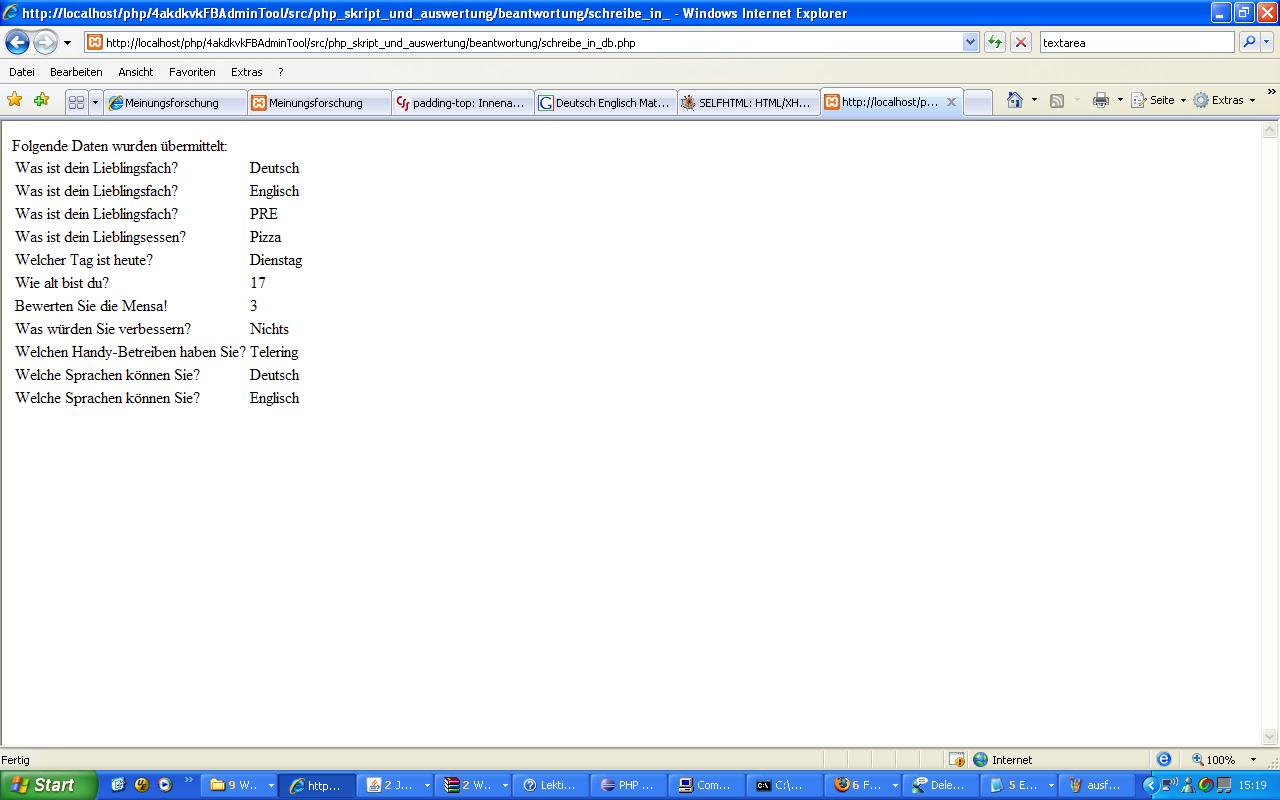 http://localhost/php/4akdkvkFBAdminTool/src/php_skript_und_auswertung/beantwortung/schreibe_in_ - Windows Internet Explorer
http://localhost/php/4akdkvkFBAdminTool/src/php_skript_und_auswertung/beantwortung/schreibe_in_db.php textarea
Datei Bearbeiten Ansicht Favoriten Extras ?
Meinungsforschung Meinungsforschung padding-top: Innena... Deutsch Englisch Mat... SELFHTML: HTML/XH... http://localhost/p... Seite Extras
Folgende Daten wurden übermittelt:
Was ist dein Lieblingsfach? Deutsch
Was ist dein Lieblingsfach? Englisch
Was ist dein Lieblingsfach? PRE
Was ist dein Lieblingsessen? Pizza
Welcher Tag ist heute? Dienstag
Wie alt bist du? 17
Bewerten Sie die Mensa! 3
Was würden Sie verbessern? Nichts
Welchen Handy-Betreiben haben Sie? Telering
Welche Sprachen können Sie? Deutsch
Welche Sprachen können Sie? Englisch
Fertig Internet 100%
Start 9 W... http... 2 J... 2 W... Lekti... PHP ... Com... C:\... 6 F... Dele... 5 E... ausf... 15:19